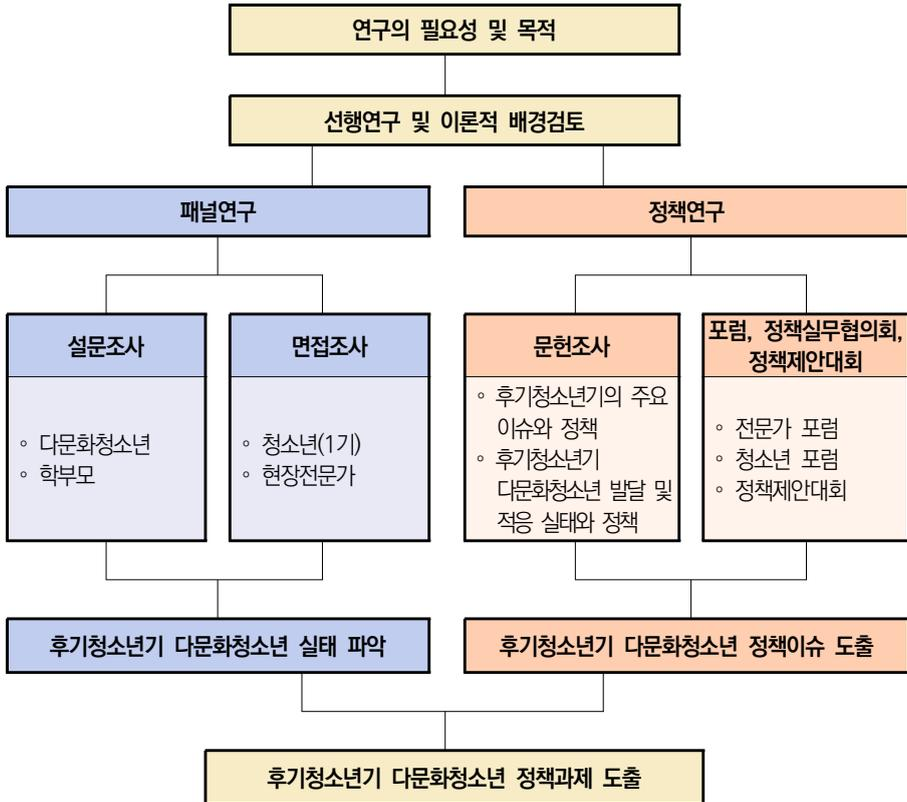 연구의 필요성 및 목적
선행연구 및 이론적 배경검토
패널연구
정책연구
설문조사
◦ 다문화청소년
◦ 학부모
면접조사
◦ 청소년(1기)
◦ 현장전문가
문헌조사
◦ 후기청소년기의 주요
이슈와 정책
◦ 후기청소년기
다문화청소년 발달 및
적응 실태와 정책
포럼, 정책실무협의회,
정책제안대회
◦ 전문가 포럼
◦ 청소년 포럼
◦ 정책제안대회
후기청소년기 다문화청소년 실태 파악
후기청소년기 다문화청소년 정책이슈 도출
후기청소년기 다문화청소년 정책과제 도출